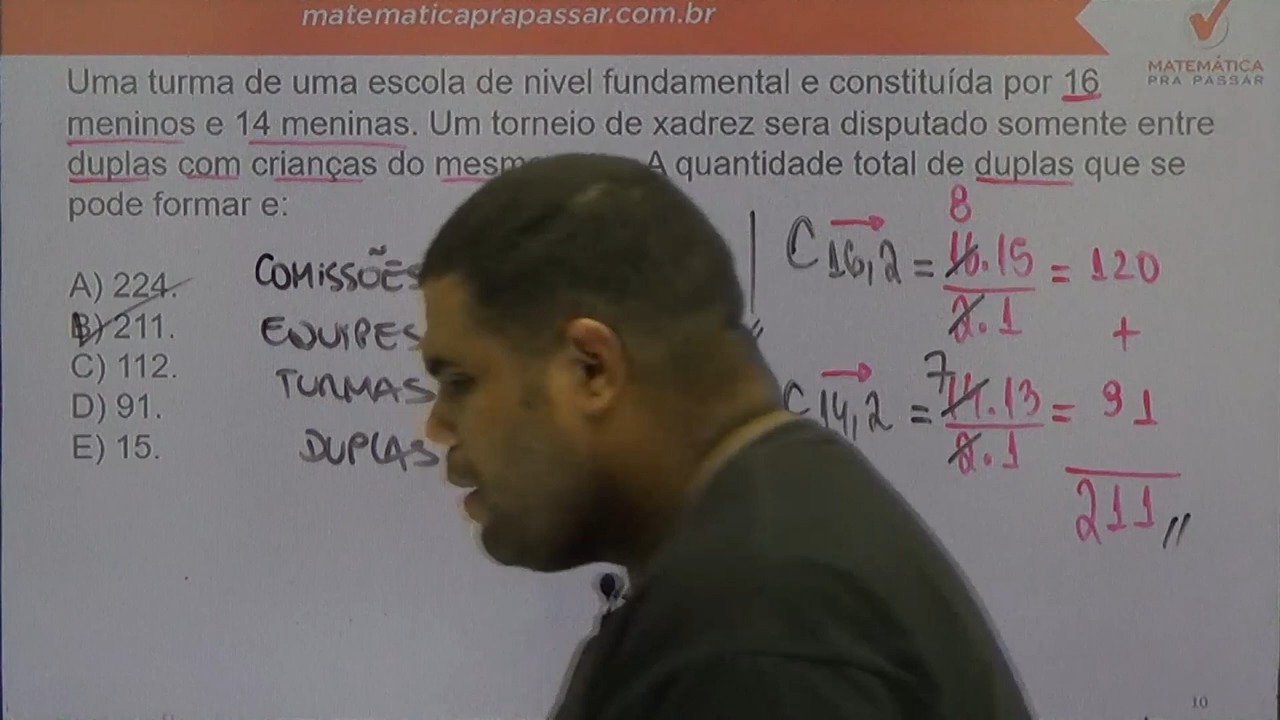 matematicaprapassar.com.br
MATEMÁTICA
PRA PASSAR
Uma turma de uma escola de nivel fundamental e constituída por 16
meninos e 14 meninas. Um torneio de xadrez sera disputado somente entre
duplas com crianças do A quantidade total de duplas que se
pode formar e:
A) 224.
B) 211.
C) 112.
D) 91.
E) 15.
COMISSÕES
EQUIPES
TURMAS
DUPLAS
8
C16,2 = 16.15 = 120
2.1
+
7
C14,2 = 14.13 = 91
2.1
211
10